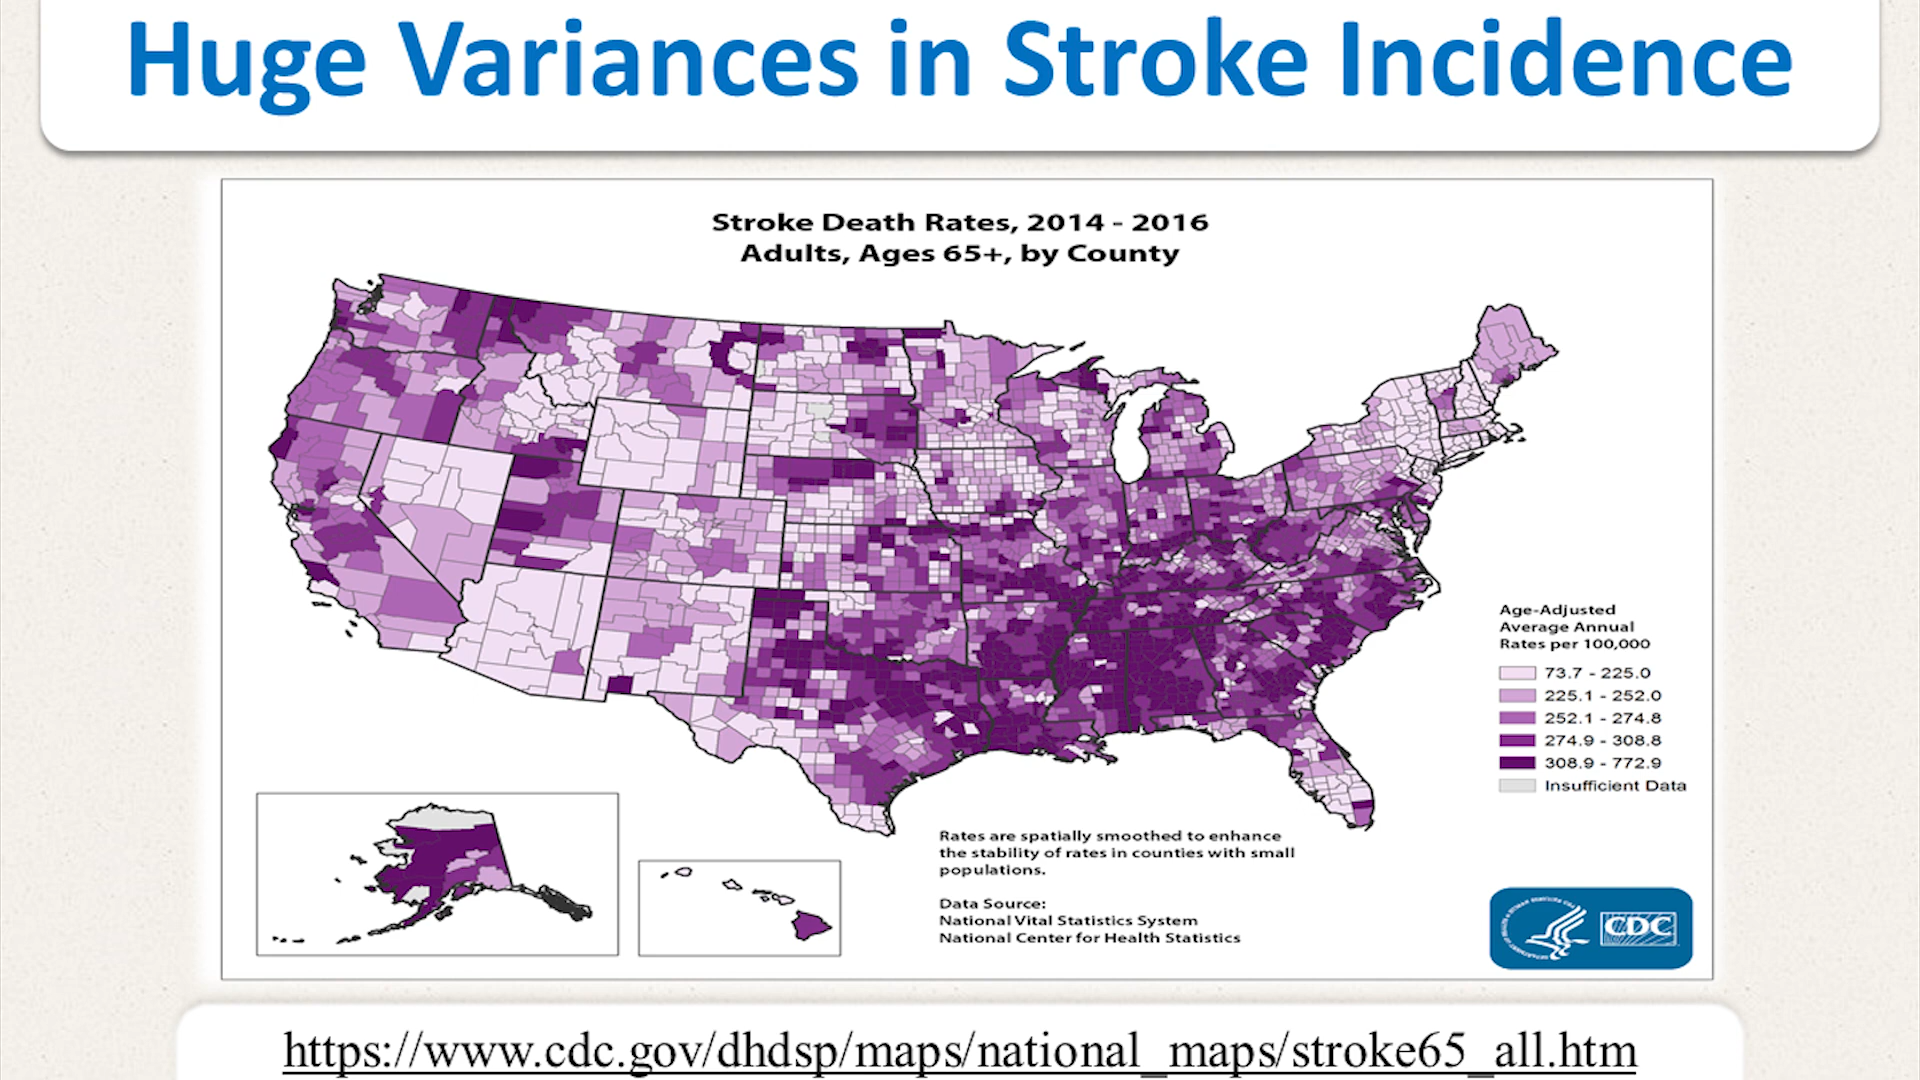 Huge Variances in Stroke Incidence
Stroke Death Rates, 2014 - 2016
Adults, Ages 65+, by County
Age-Adjusted
Average Annual
Rates per 100,000
73.7 - 225.0
225.1 - 252.0
252.1 - 274.8
274.9 - 308.8
308.9 - 772.9
Insufficient Data
Rates are spatially smoothed to enhance
the stability of rates in counties with small
populations.
Data Source:
National Vital Statistics System
National Center for Health Statistics
CDC
https://www.cdc.gov/dhdsp/maps/national_maps/stroke65_all.htm